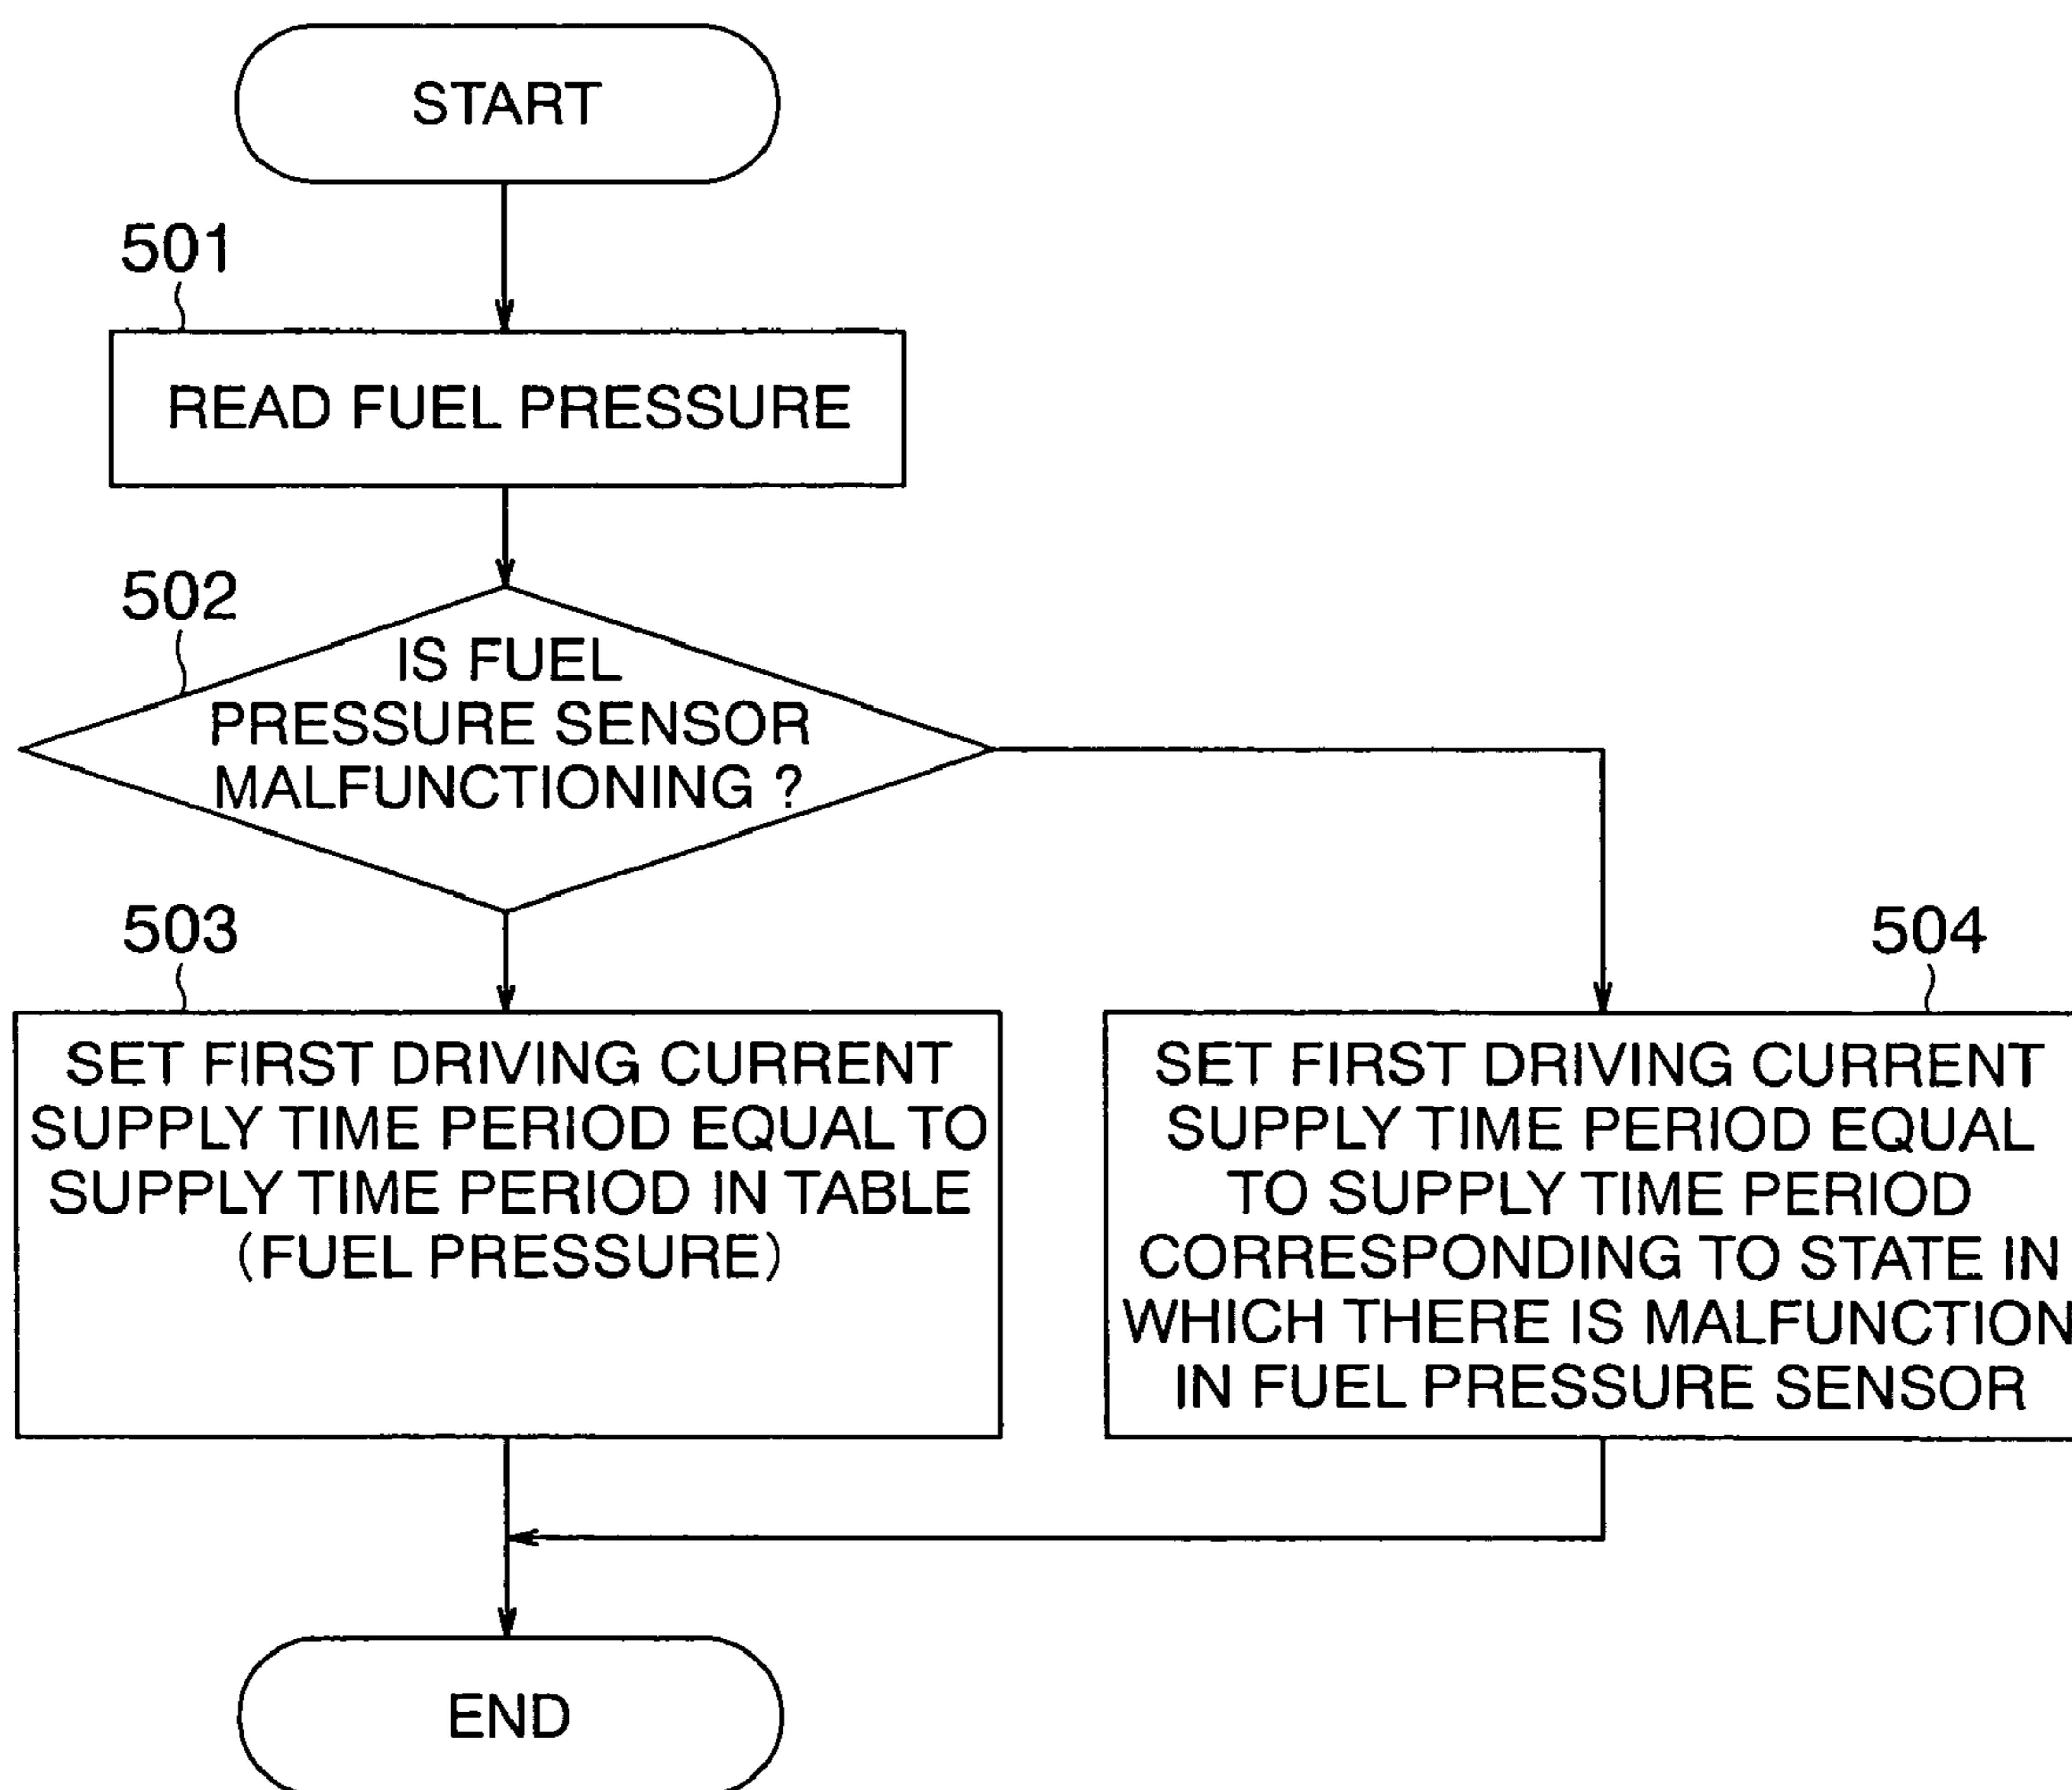 START
501
READ FUEL PRESSURE
502
IS FUEL
PRESSURE SENSOR
MALFUNCTIONING ?
503
SET FIRST DRIVING CURRENT
SUPPLY TIME PERIOD EQUAL TO
SUPPLY TIME PERIOD IN TABLE
(FUEL PRESSURE)
504
SET FIRST DRIVING CURRENT
SUPPLY TIME PERIOD EQUAL
TO SUPPLY TIME PERIOD
CORRESPONDING TO STATE IN
WHICH THERE IS MALFUNCTION
IN FUEL PRESSURE SENSOR
END